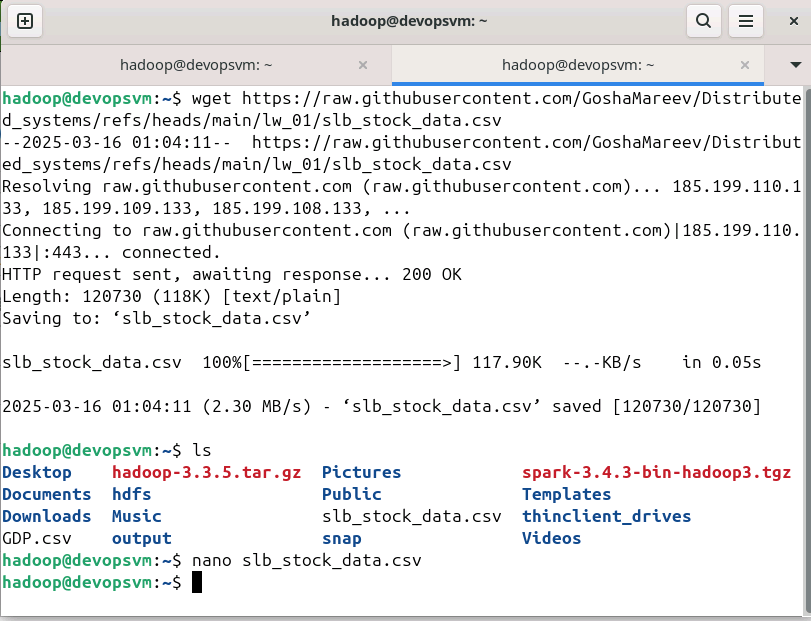 hadoop@devopsvm: ~
hadoop@devopsvm: ~
hadoop@devopsvm: ~
hadoop@devopsvm:~$ wget https://raw.githubusercontent.com/GoshaMareev/Distribute
d_systems/refs/heads/main/lw_01/slb_stock_data.csv
--2025-03-16 01:04:11--  https://raw.githubusercontent.com/GoshaMareev/Distribut
ed_systems/refs/heads/main/lw_01/slb_stock_data.csv
Resolving raw.githubusercontent.com (raw.githubusercontent.com)... 185.199.110.1
33, 185.199.109.133, 185.199.108.133, ...
Connecting to raw.githubusercontent.com (raw.githubusercontent.com)|185.199.110.
133|:443... connected.
HTTP request sent, awaiting response... 200 OK
Length: 120730 (118K) [text/plain]
Saving to: ‘slb_stock_data.csv’
slb_stock_data.csv  100%[===================>] 117.90K  --.-KB/s    in 0.05s
2025-03-16 01:04:11 (2.30 MB/s) - ‘slb_stock_data.csv’ saved [120730/120730]
hadoop@devopsvm:~$ ls
Desktop    hadoop-3.3.5.tar.gz  Pictures            spark-3.4.3-bin-hadoop3.tgz
Documents  hdfs                 Public              Templates
Downloads  Music                slb_stock_data.csv  thinclient_drives
GDP.csv    output               snap                Videos
hadoop@devopsvm:~$ nano slb_stock_data.csv
hadoop@devopsvm:~$